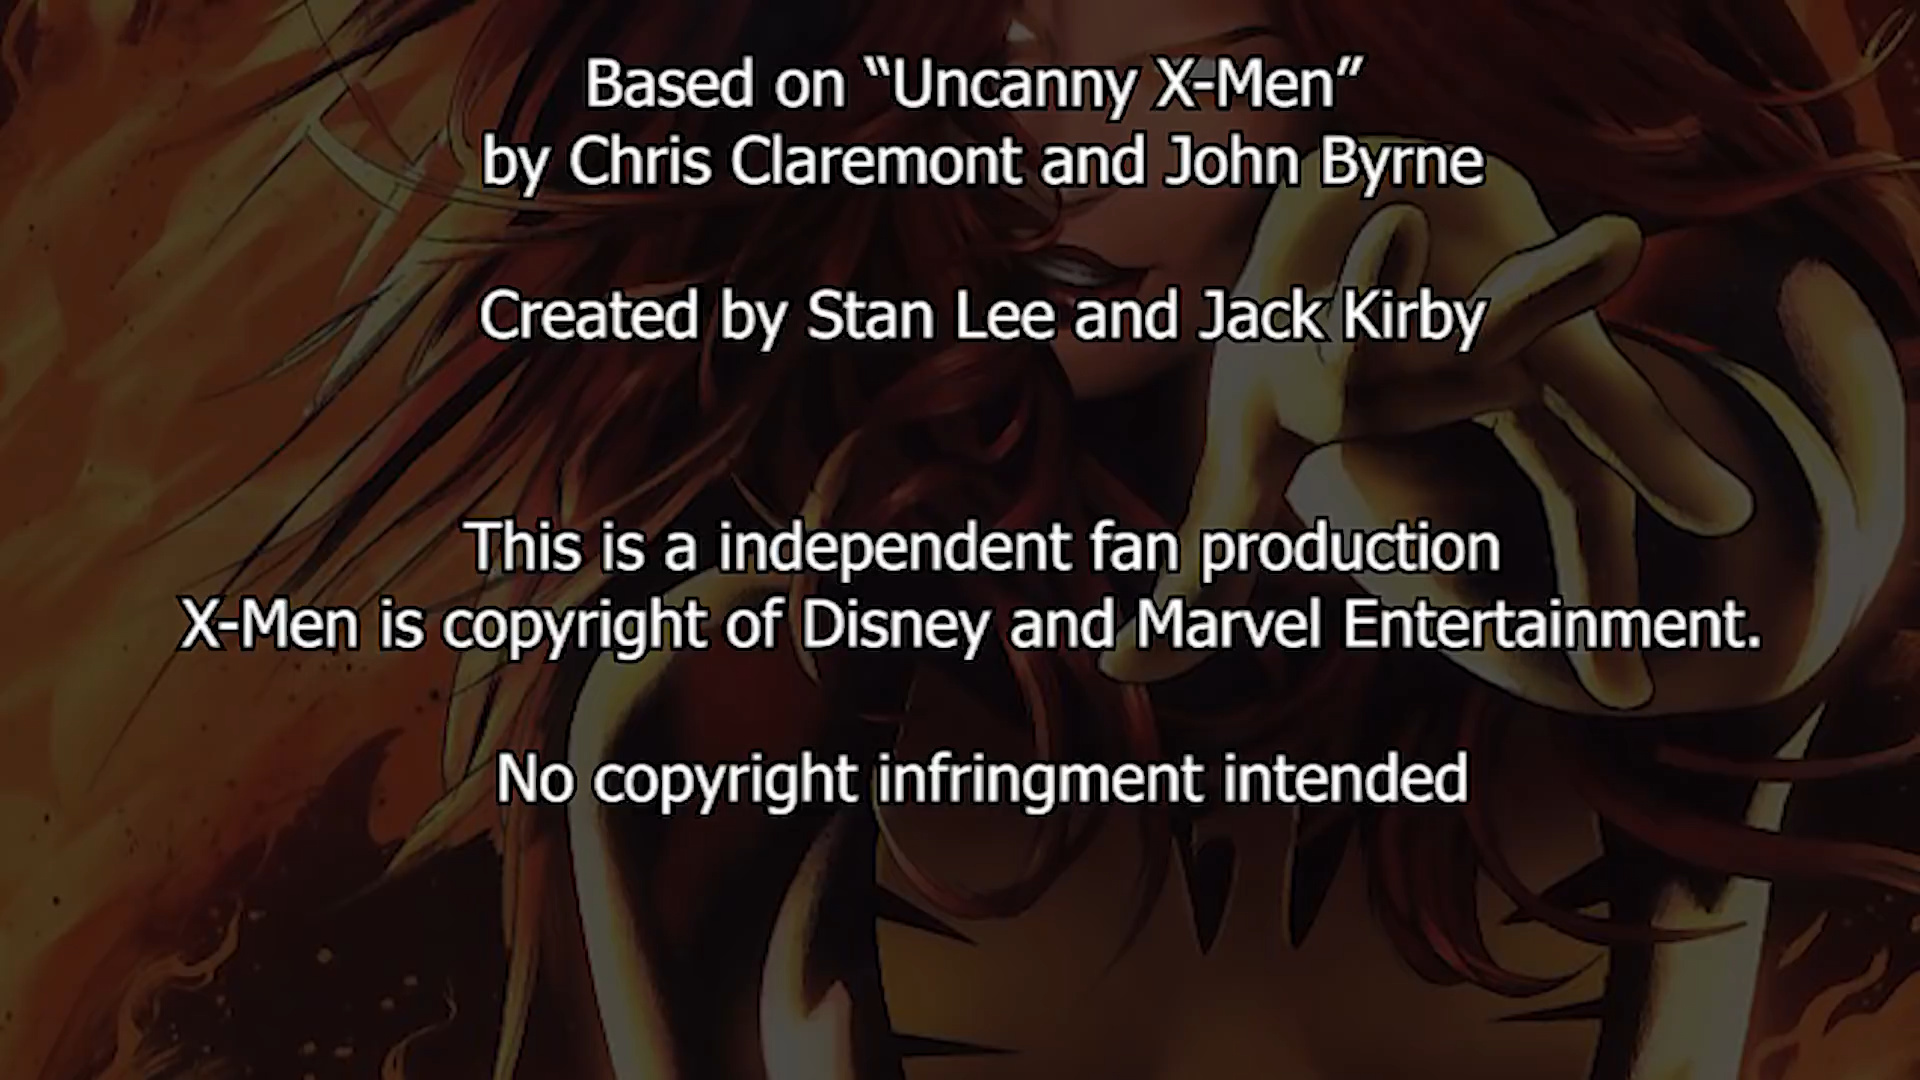 Based on “Uncanny X-Men”
by Chris Claremont and John Byrne
Created by Stan Lee and Jack Kirby
This is a independent fan production
X-Men is copyright of Disney and Marvel Entertainment.
No copyright infringment intended